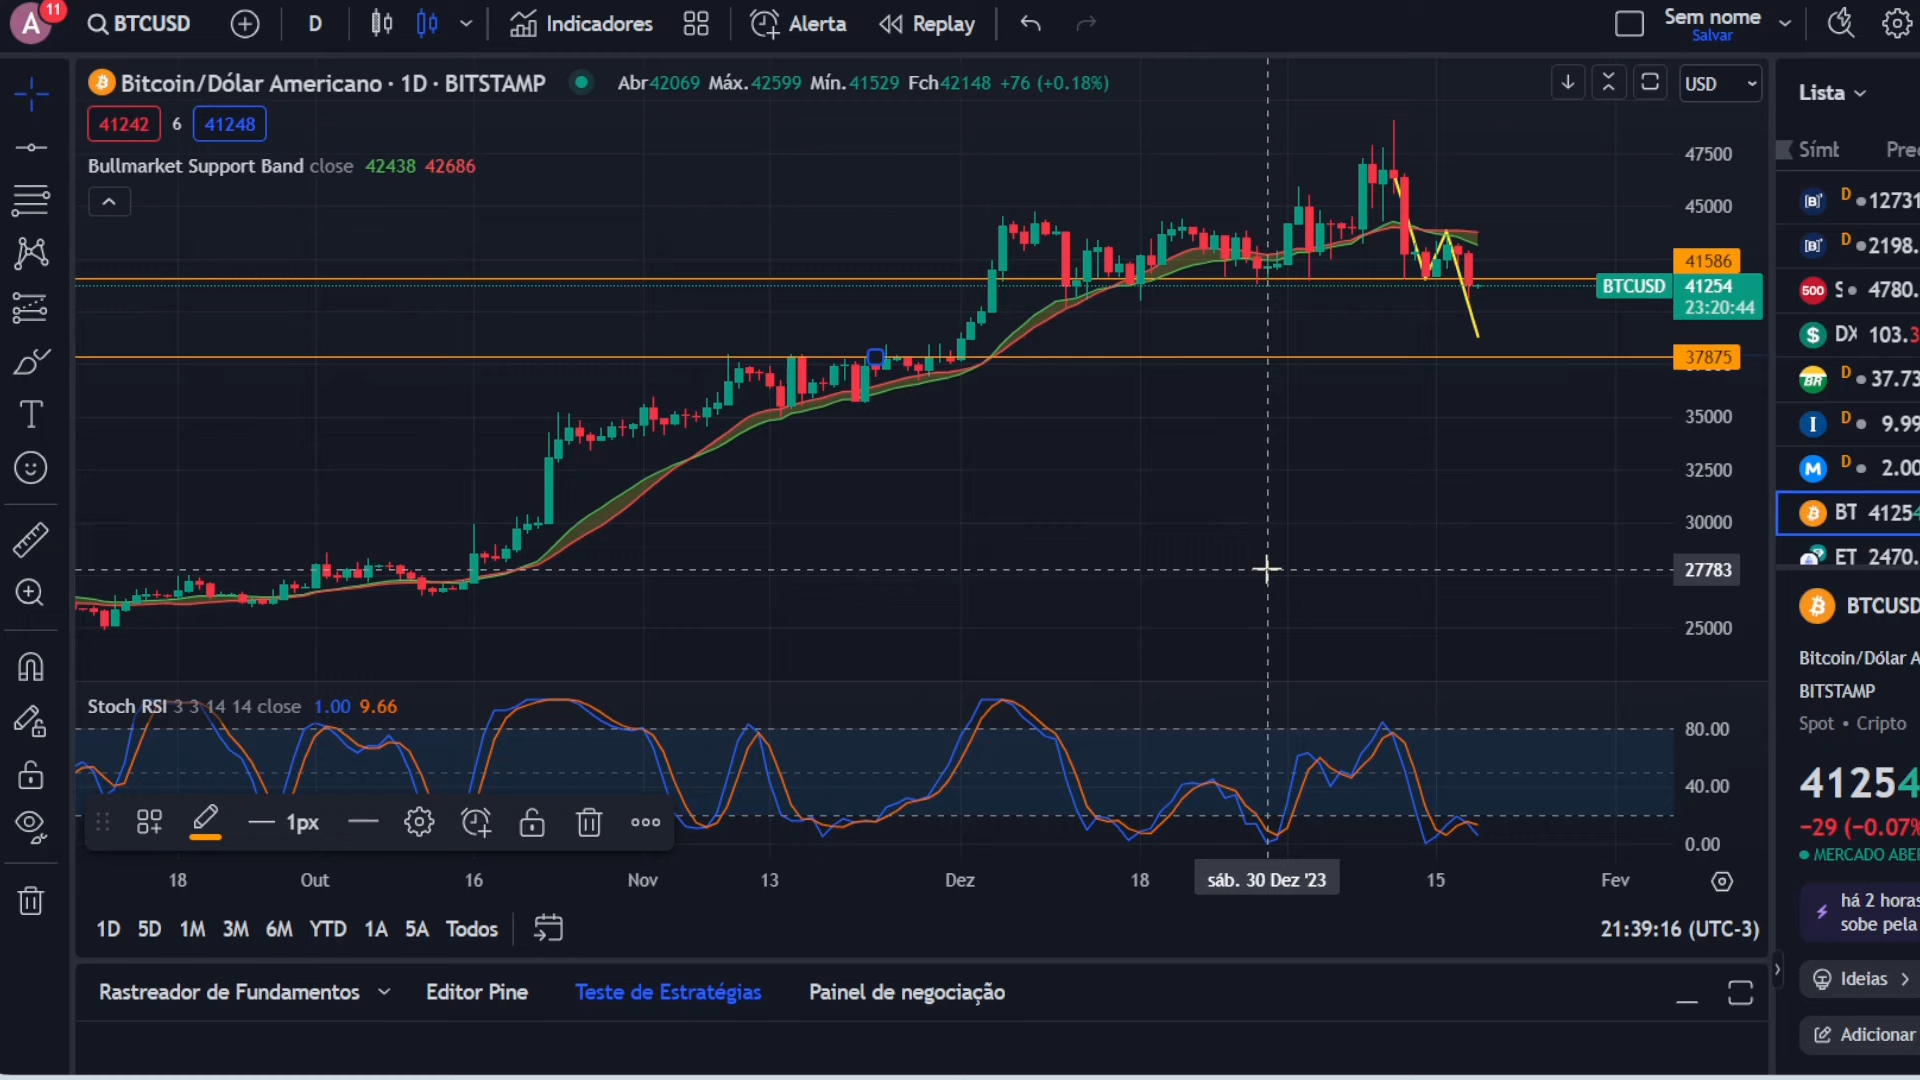 A 11 BTCUSD D Indicadores Alerta Replay Sem nome
Salvar
Bitcoin/Dólar Americano · 1D · BITSTAMP Abr42069 Máx.42599 Mín.41529 Fch42148 +76 (+0.18%)
USD
Lista
41242 6 41248
Bullmarket Support Band close 42438 42686
Símt Preç
47500
45000
41586
BTCUSD 41254
23:20:44
37875
35000
32500
30000
27783
25000
D 12731
D 2198.
500 S 4780.
DX 103.3
BR D 37.73
I D 9.99
M D 2.00
BT 41254
ET 2470.
BTCUSD
Bitcoin/Dólar A
BITSTAMP
Spot • Cripto
41254
−29 (−0.07%
MERCADO ABER
há 2 horas
sobe pela
Ideias
Adicionar
Stoch RSI 3 3 14 14 close 1.00 9.66
80.00
40.00
0.00
1px
18 Out 16 Nov 13 Dez 18 sáb. 30 Dez '23 15 Fev
1D 5D 1M 3M 6M YTD 1A 5A Todos 21:39:16 (UTC-3)
Rastreador de Fundamentos Editor Pine Teste de Estratégias Painel de negociação